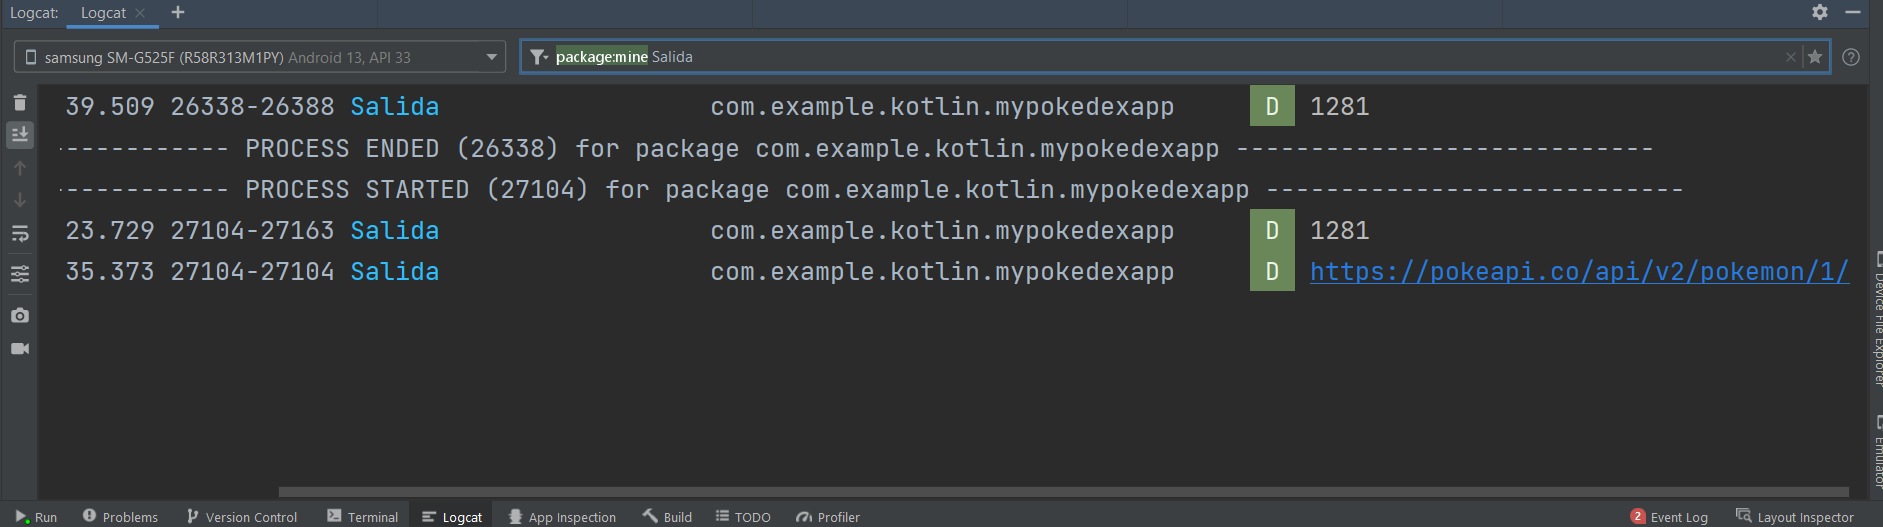 Logcat: Logcat
samsung SM-G525F (R58R313M1PY) Android 13, API 33 package:mine Salida
39.509 26338-26388 Salida com.example.kotlin.mypokedexapp D 1281
------------ PROCESS ENDED (26338) for package com.example.kotlin.mypokedexapp ----------------------------
------------ PROCESS STARTED (27104) for package com.example.kotlin.mypokedexapp ----------------------------
23.729 27104-27163 Salida com.example.kotlin.mypokedexapp D 1281
35.373 27104-27104 Salida com.example.kotlin.mypokedexapp D https://pokeapi.co/api/v2/pokemon/1/
Device File Explorer
Emulator
Run Problems Version Control Terminal Logcat App Inspection Build TODO Profiler 2 Event Log Layout Inspector